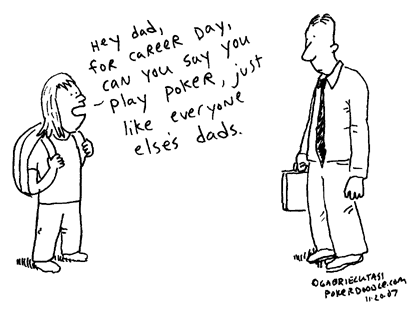 Hey dad,
for career day,
can you say you
play poker, just
like everyone
else's dads.
©GABRIELUTASI
POKERDOODLE.com
11.20.07